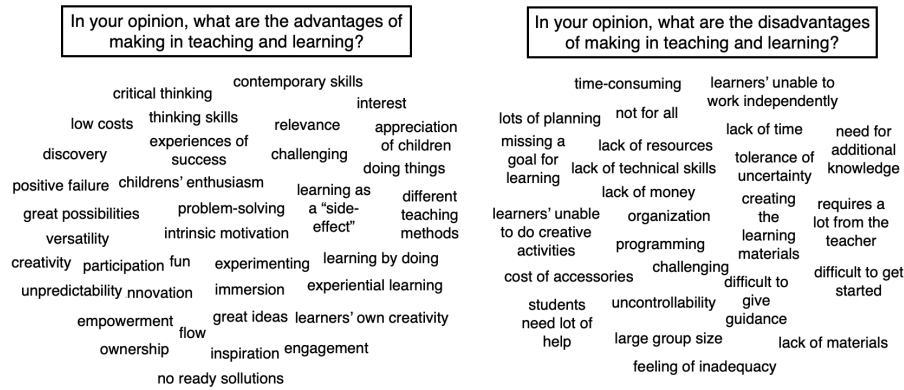 In your opinion, what are the advantages of
making in teaching and learning?
contemporary skills
critical thinking
interest
low costs
thinking skills
relevance
appreciation
of children
experiences of
success
discovery
challenging
doing things
positive failure
childrens' enthusiasm
learning as
a “side-
effect”
different
teaching
methods
great possibilities
problem-solving
versatility
intrinsic motivation
creativity
participation
fun
experimenting
learning by doing
unpredictability
nnovation
immersion
experiential learning
empowerment
flow
great ideas
learners' own creativity
ownership
inspiration
engagement
no ready sollutions
In your opinion, what are the disadvantages
of making in teaching and learning?
time-consuming
learners' unable to
work independently
lots of planning
not for all
lack of time
need for
additional
knowledge
missing a
goal for
learning
lack of resources
tolerance of
uncertainty
lack of technical skills
lack of money
creating
the
learning
materials
requires a
lot from the
teacher
learners' unable
to do creative
activities
organization
programming
challenging
cost of accessories
difficult to
give
guidance
difficult to get
started
students
need lot of
help
uncontrollability
large group size
lack of materials
feeling of inadequacy